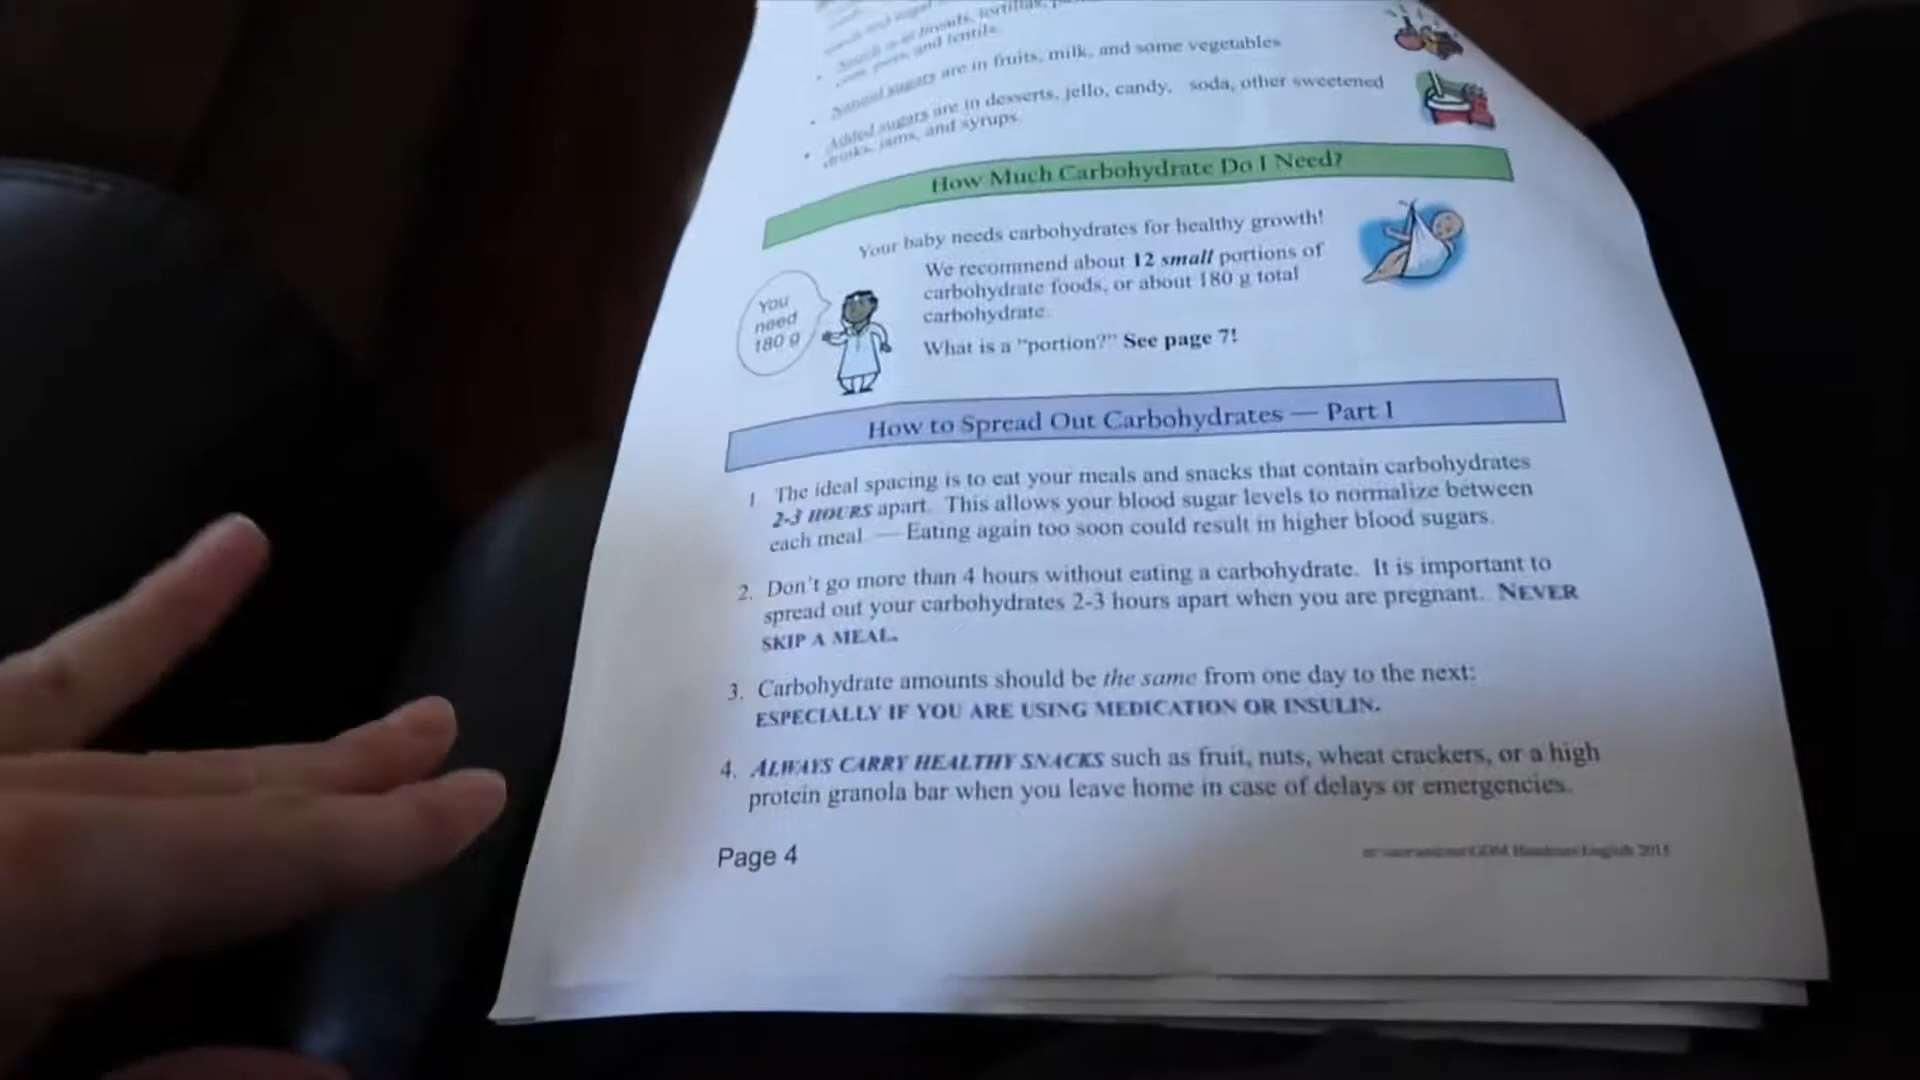 breads, tortillas,
and lentils.
• Natural sugars are in fruits, milk, and some vegetables
• Added sugars are in desserts, jello, candy, soda, other sweetened
drinks, jams, and syrups.
How Much Carbohydrate Do I Need?
Your baby needs carbohydrates for healthy growth!
We recommend about 12 small portions of
carbohydrate foods, or about 180 g total
carbohydrate.
What is a "portion?" See page 7!
You
need
180 g
How to Spread Out Carbohydrates — Part 1
1. The ideal spacing is to eat your meals and snacks that contain carbohydrates
2-3 HOURS apart. This allows your blood sugar levels to normalize between
each meal — Eating again too soon could result in higher blood sugars.
2. Don't go more than 4 hours without eating a carbohydrate. It is important to
spread out your carbohydrates 2-3 hours apart when you are pregnant. NEVER
SKIP A MEAL.
3. Carbohydrate amounts should be the same from one day to the next:
ESPECIALLY IF YOU ARE USING MEDICATION OR INSULIN.
4. ALWAYS CARRY HEALTHY SNACKS such as fruit, nuts, wheat crackers, or a high
protein granola bar when you leave home in case of delays or emergencies.
Page 4
GDM Handouts English 2015